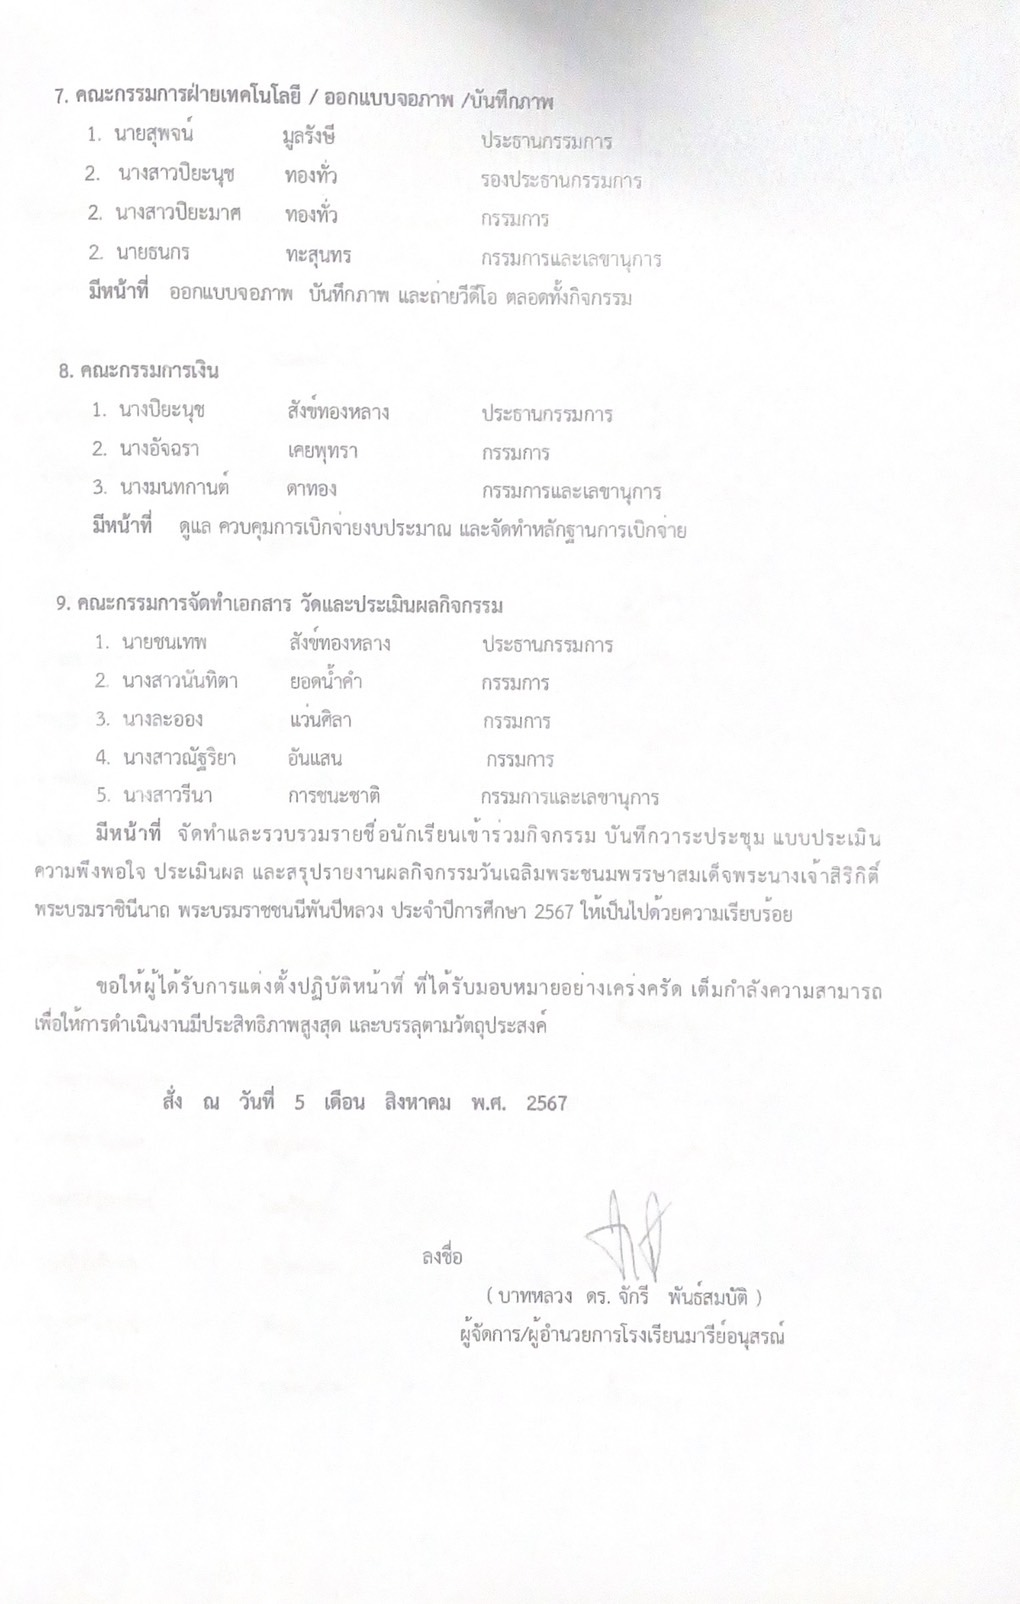 7. คณะกรรมการฝ่ายเทคโนโลยี / ออกแบบจอภาพ /บันทึกภาพ
1. นายสุพจน์ มูลรังษี ประธานกรรมการ
2. นางสาวปิยะนุช ทองทั่ว รองประธานกรรมการ
2. นางสาวปิยะมาศ ทองทั่ว กรรมการ
2. นายธนกร ทะสุนทร กรรมการและเลขานุการ
มีหน้าที่ ออกแบบจอภาพ บันทึกภาพ และถ่ายวีดีโอ ตลอดทั้งกิจกรรม
8. คณะกรรมการเงิน
1. นางปิยะนุช สังข์ทองหลาง ประธานกรรมการ
2. นางอัจฉรา เคยพุทรา กรรมการ
3. นางมนทกานต์ ดาทอง กรรมการและเลขานุการ
มีหน้าที่ ดูแล ควบคุมการเบิกจ่ายงบประมาณ และจัดทำหลักฐานการเบิกจ่าย
9. คณะกรรมการจัดทำเอกสาร วัดและประเมินผลกิจกรรม
1. นายชนเทพ สังข์ทองหลาง ประธานกรรมการ
2. นางสาวนันทิตา ยอดน้ำคำ กรรมการ
3. นางละออง แว่นศิลา กรรมการ
4. นางสาวณัฐริยา อันแสน กรรมการ
5. นางสาวรีนา การชนะชาติ กรรมการและเลขานุการ
มีหน้าที่ จัดทำและรวบรวมรายชื่อนักเรียนเข้าร่วมกิจกรรม บันทึกวาระประชุม แบบประเมิน
ความพึงพอใจ ประเมินผล และสรุปรายงานผลกิจกรรมวันเฉลิมพระชนมพรรษาสมเด็จพระนางเจ้าสิริกิติ์
พระบรมราชินีนาถ พระบรมราชชนนีพันปีหลวง ประจำปีการศึกษา 2567 ให้เป็นไปด้วยความเรียบร้อย
ขอให้ผู้ได้รับการแต่งตั้งปฏิบัติหน้าที่ ที่ได้รับมอบหมายอย่างเคร่งครัด เต็มกำลังความสามารถ
เพื่อให้การดำเนินงานมีประสิทธิภาพสูงสุด และบรรลุตามวัตถุประสงค์
สั่ง ณ วันที่ 5 เดือน สิงหาคม พ.ศ. 2567
ลงชื่อ
( บาทหลวง ดร. จักรี พันธ์สมบัติ )
ผู้จัดการ/ผู้อำนวยการโรงเรียนมารีย์อนุสรณ์